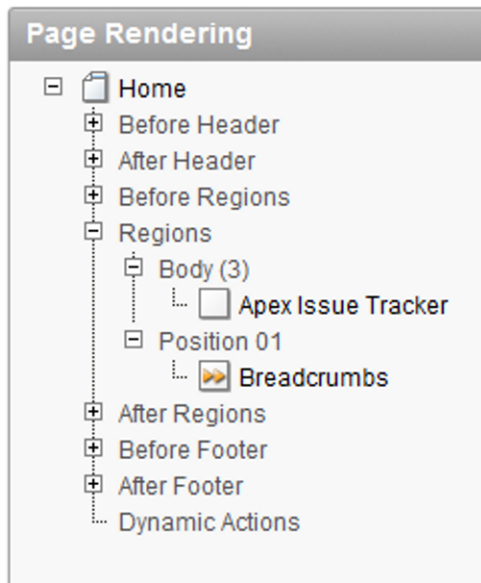 Page Rendering
Home
Before Header
After Header
Before Regions
Regions
Body (3)
Apex Issue Tracker
Position 01
Breadcrumbs
After Regions
Before Footer
After Footer
Dynamic Actions